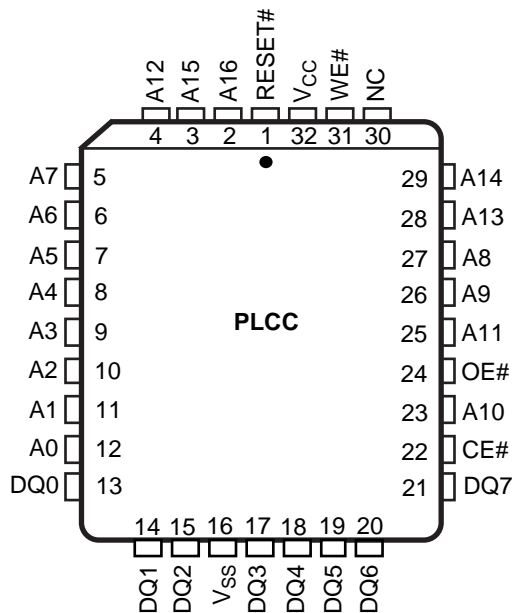 A12 A15 A16 RESET# VCC WE# NC
4 3 2 1 32 31 30
A7 5 29 A14
A6 6 28 A13
A5 7 27 A8
A4 8 26 A9
A3 9 25 A11
A2 10 24 OE#
A1 11 23 A10
A0 12 22 CE#
DQ0 13 21 DQ7
PLCC
14 15 16 17 18 19 20
DQ1 DQ2 VSS DQ3 DQ4 DQ5 DQ6